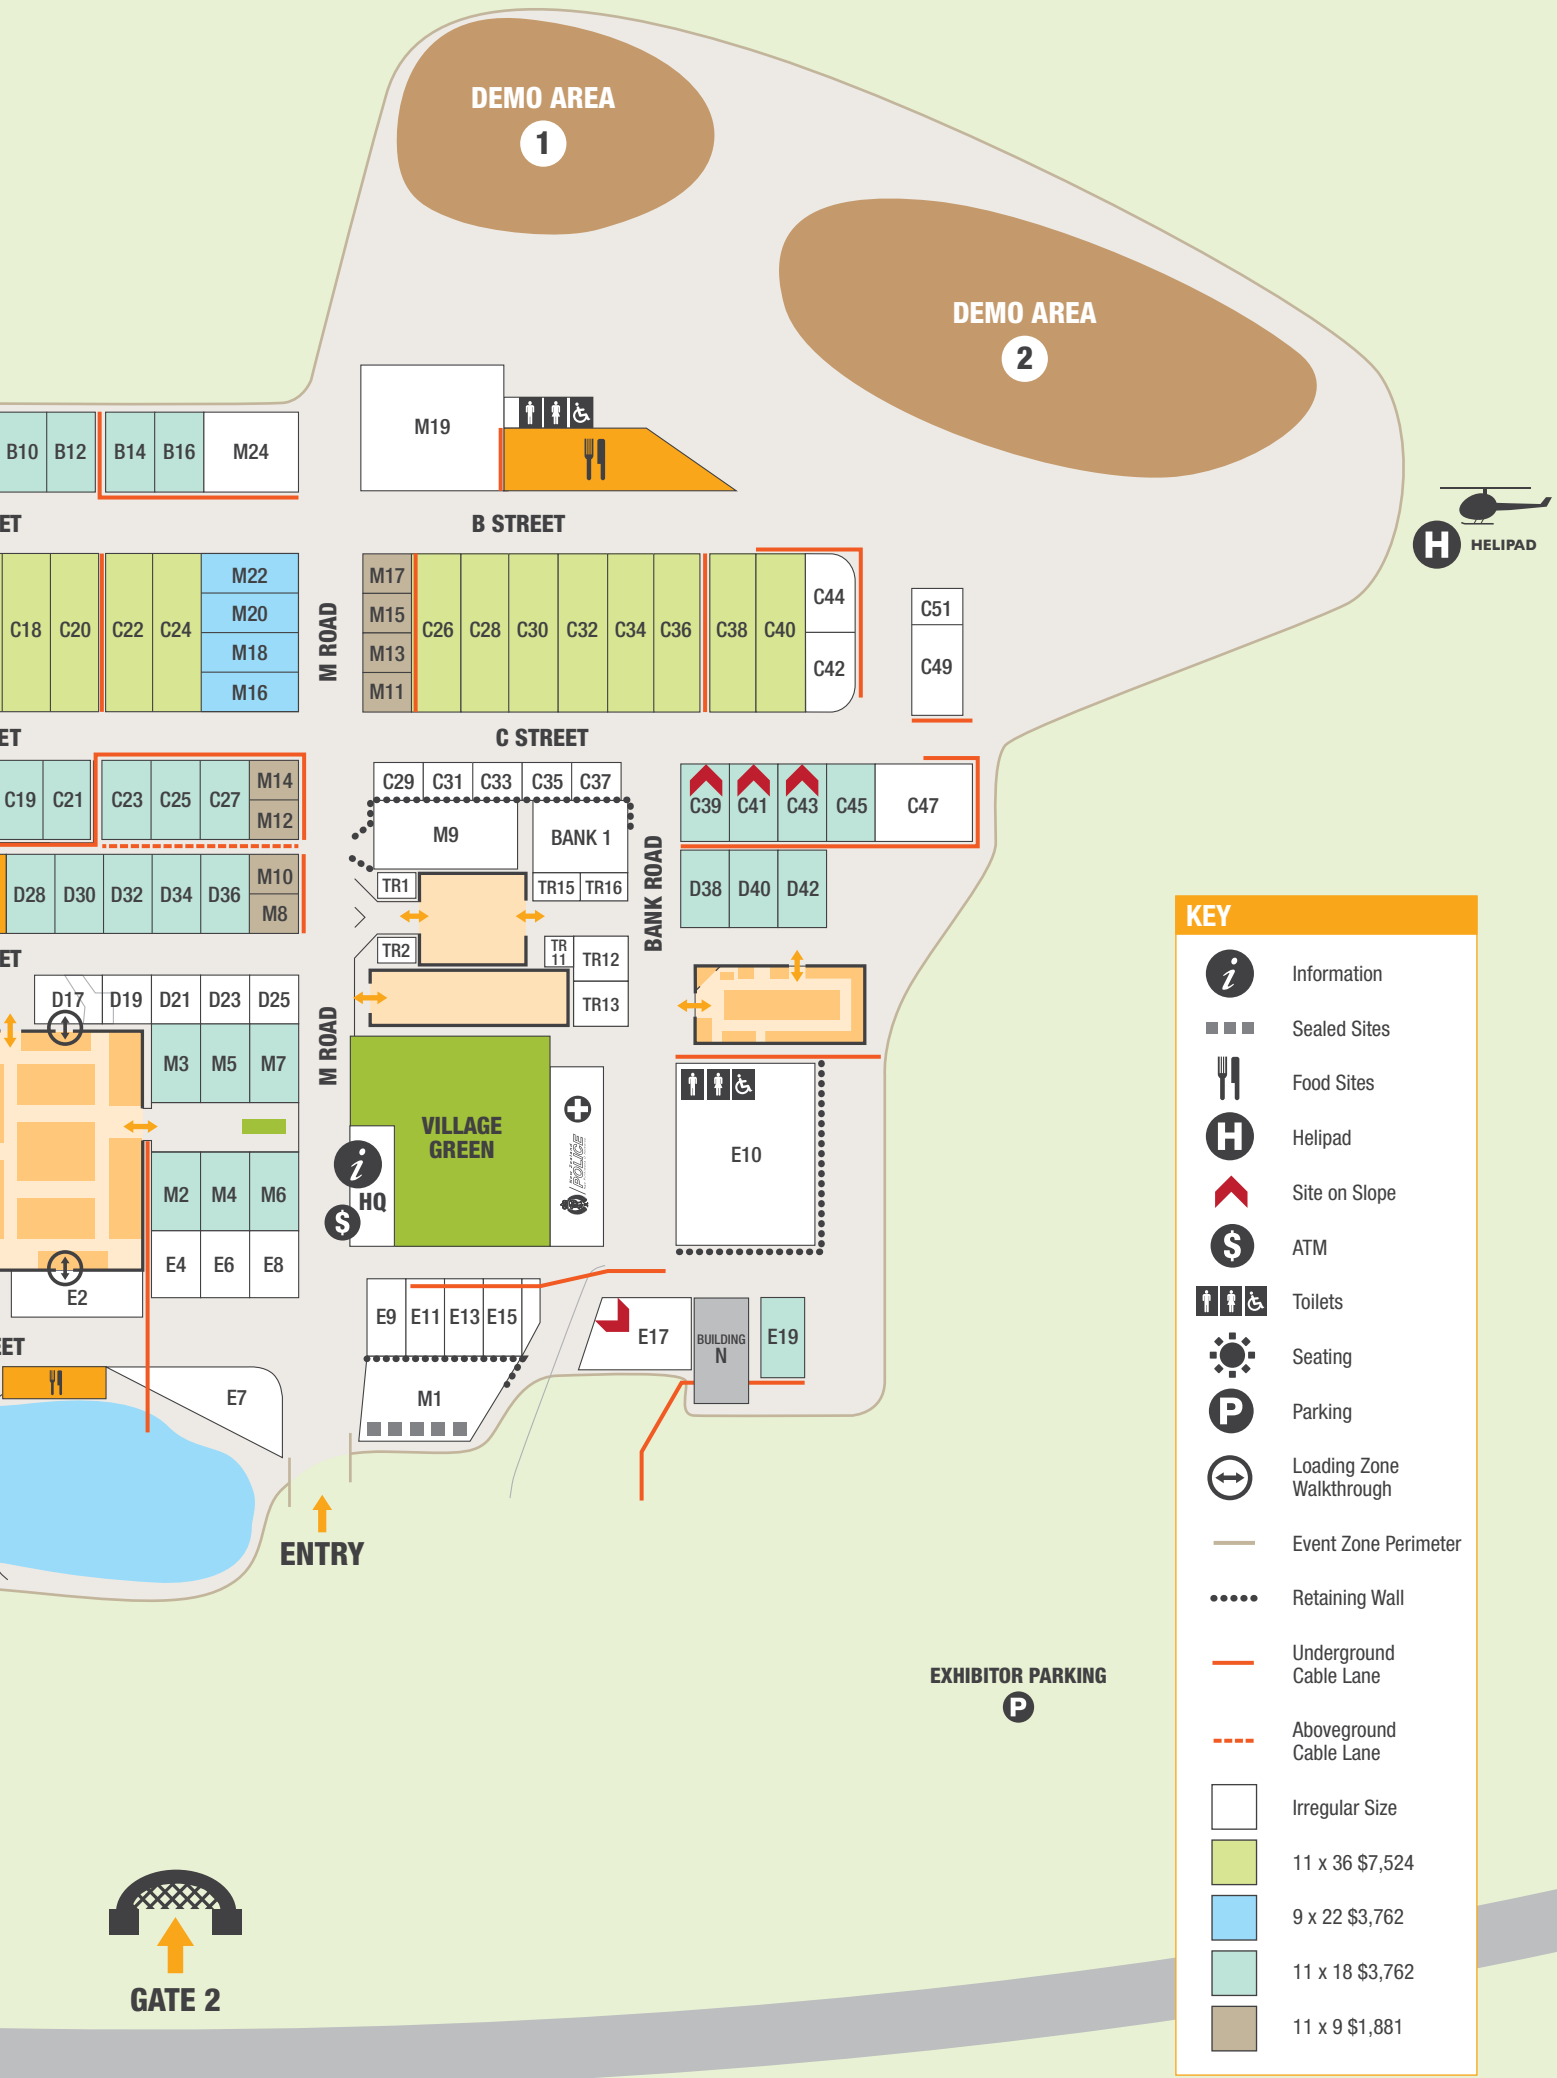 DEMO AREA
1
DEMO AREA
2
M19
B10 B12 B14 B16 M24
H HELIPAD
ET
B STREET
C18 C20 C22 C24
M22
M20
M18
M16
M ROAD
M17
M15
M13
M11
C26 C28 C30 C32 C34 C36 C38 C40
C44
C42
C51
C49
ET
C STREET
C19 C21 C23 C25 C27
M14
M12
C29 C31 C33 C35 C37
M9
BANK 1
BANK ROAD
C39 C41 C43 C45 C47
D28 D30 D32 D34 D36
M10
M8
TR1
TR15 TR16
D38 D40 D42
ET
TR2
TR
11
TR12
TR13
D17 D19 D21 D23 D25
M3 M5 M7
M ROAD
VILLAGE
GREEN
i
HQ
$
New Zealand
POLICE
E10
M2 M4 M6
E4 E6 E8
E2
EET
E9 E11 E13 E15
M1
E17
BUILDING
N
E19
E7
ENTRY
EXHIBITOR PARKING
P
GATE 2
KEY
i Information
Sealed Sites
Food Sites
H Helipad
Site on Slope
$ ATM
Toilets
Seating
P Parking
Loading Zone
Walkthrough
Event Zone Perimeter
Retaining Wall
Underground
Cable Lane
Aboveground
Cable Lane
Irregular Size
11 x 36 $7,524
9 x 22 $3,762
11 x 18 $3,762
11 x 9 $1,881